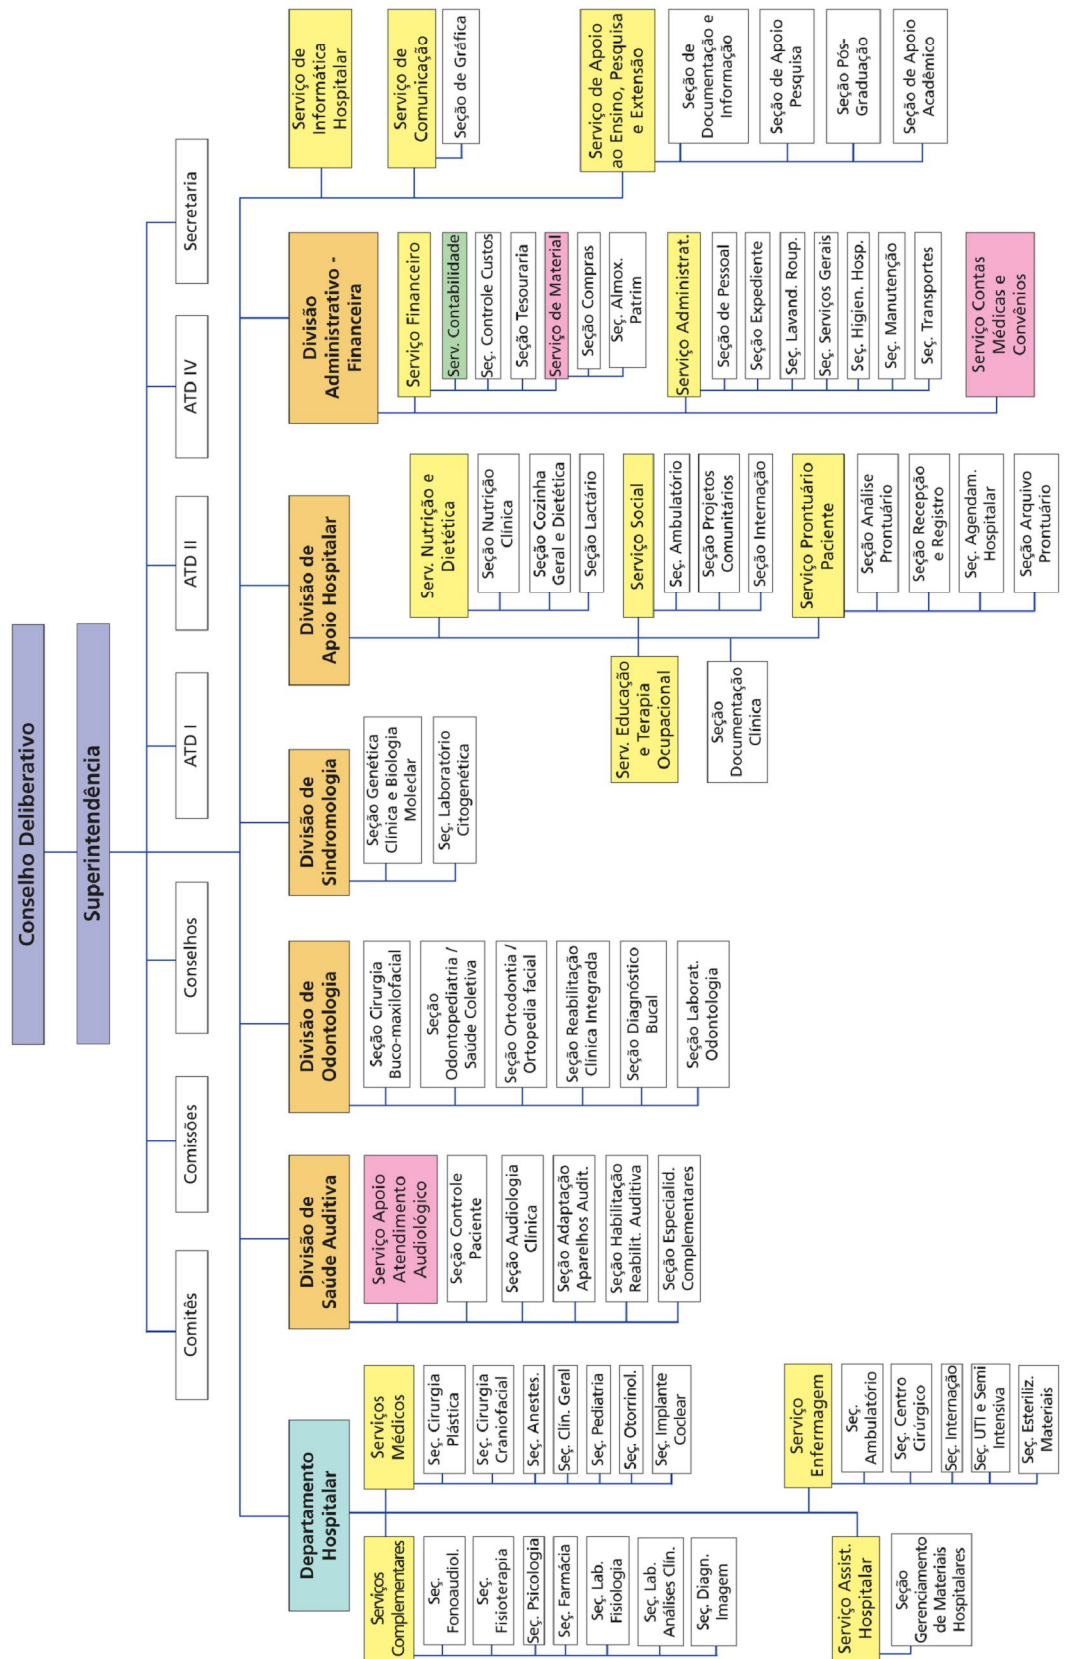 Conselho Deliberativo
Superintendência
Comitês
Comissões
Conselhos
ATD I
ATD II
ATD IV
Secretaria
Departamento
Hospitalar
Serviços
Complementares
Seç.
Fonoaudiol.
Seç.
Fisioterapia
Seç. Psicologia
Seç. Farmácia
Seç. Lab.
Fisiologia
Seç. Lab.
Análises Clín.
Seç. Diagn.
Imagem
Serviços
Médicos
Seç. Cirurgia
Plástica
Seç. Cirurgia
Craniofacial
Seç. Anestes.
Seç. Clín. Geral
Seç. Pediatria
Seç. Otorrinol.
Seç. Implante
Coclear
Serviço Assist.
Hospitalar
Seção
Gerenciamento
de Materiais
Hospitalares
Serviço
Enfermagem
Seç.
Ambulatório
Seç. Centro
Cirúrgico
Seç. Internação
Seç. UTI e Semi
Intensiva
Seç. Esteriliz.
Materiais
Divisão de
Saúde Auditiva
Serviço Apoio
Atendimento
Audiológico
Seção Controle
Paciente
Seção Audiologia
Clínica
Seção Adaptação
Aparelhos Audit.
Seção Habilitação
Reabilit. Auditiva
Seção Especialid.
Complementares
Divisão de
Odontologia
Seção Cirurgia
Buco-maxilofacial
Seção
Odontopediatria /
Saúde Coletiva
Seção Ortodontia /
Ortopedia facial
Seção Reabilitação
Clínica Integrada
Seção Diagnóstico
Bucal
Seção Laborat.
Odontologia
Divisão de
Sindromologia
Seção Genética
Clínica e Biologia
Moleclar
Seç. Laboratório
Citogenética
Divisão de
Apoio Hospitalar
Serv. Nutrição e
Dietética
Seção Nutrição
Clínica
Seção Cozinha
Geral e Dietética
Seção Lactário
Serv. Educação
e Terapia
Ocupacional
Serviço Social
Seç. Ambulatório
Seção Projetos
Comunitários
Seção Internação
Seção
Documentação
Clínica
Serviço Prontuário
Paciente
Seção Análise
Prontuário
Seção Recepção
e Registro
Seç. Agendam.
Hospitalar
Seção Arquivo
Prontuário
Divisão
Administrativo -
Financeira
Serviço Financeiro
Serv. Contabilidade
Seç. Controle Custos
Seção Tesouraria
Serviço de Material
Seção Compras
Seç. Almox.
Patrim
Serviço Administrat.
Seção de Pessoal
Seção Expediente
Seç. Lavand. Roup.
Seç. Serviços Gerais
Seç. Higien. Hosp.
Seç. Manutenção
Seç. Transportes
Serviço Contas
Médicas e
Convênios
Serviço de
Informática
Hospitalar
Serviço de
Comunicação
Seção de Gráfica
Serviço de Apoio
ao Ensino, Pesquisa
e Extensão
Seção de
Documentação e
Informação
Seção de Apoio
Pesquisa
Seção Pós-
Graduação
Seção de Apoio
Acadêmico